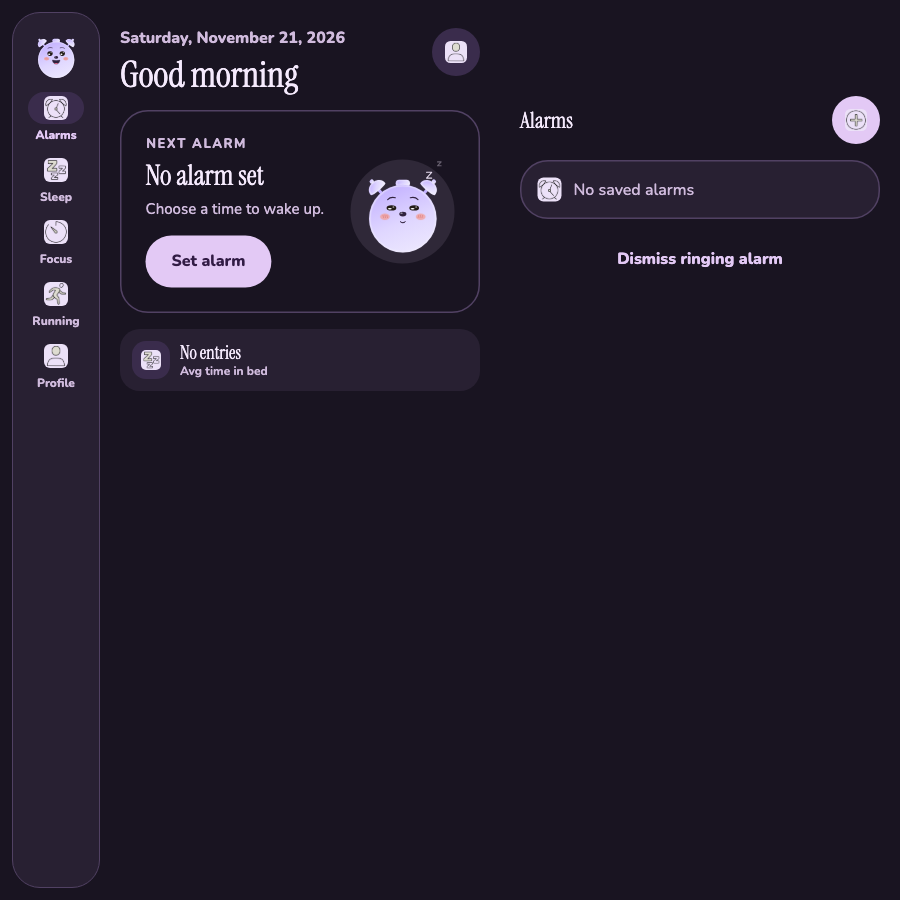 Alarms
Sleep
Focus
Running
Profile
Saturday, November 21, 2026
Good morning
NEXT ALARM
No alarm set
Choose a time to wake up.
Set alarm
z
z
No entries
Avg time in bed
Alarms
No saved alarms
Dismiss ringing alarm